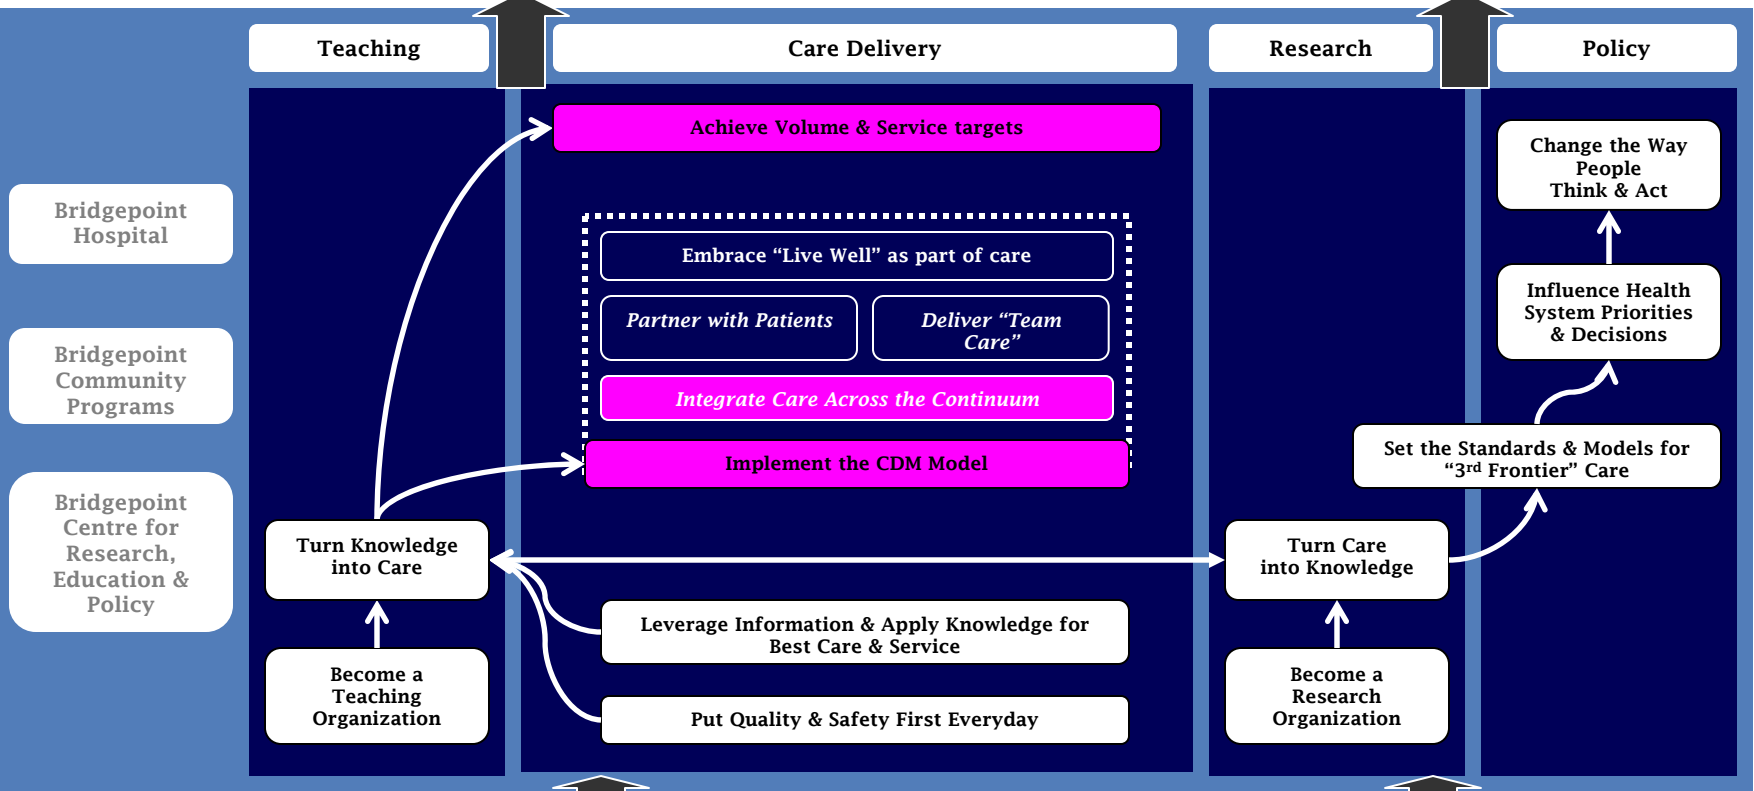 Teaching
Care Delivery
Research
Policy
Bridgepoint
Hospital
Bridgepoint
Community
Programs
Bridgepoint
Centre for
Research,
Education &
Policy
Achieve Volume & Service targets
Embrace “Live Well” as part of care
Partner with Patients
Deliver “Team
Care”
Integrate Care Across the Continuum
Implement the CDM Model
Turn Knowledge
into Care
Become a
Teaching
Organization
Leverage Information & Apply Knowledge for
Best Care & Service
Put Quality & Safety First Everyday
Turn Care
into Knowledge
Become a
Research
Organization
Change the Way
People
Think & Act
Influence Health
System Priorities
& Decisions
Set the Standards & Models for
“3rd Frontier” Care